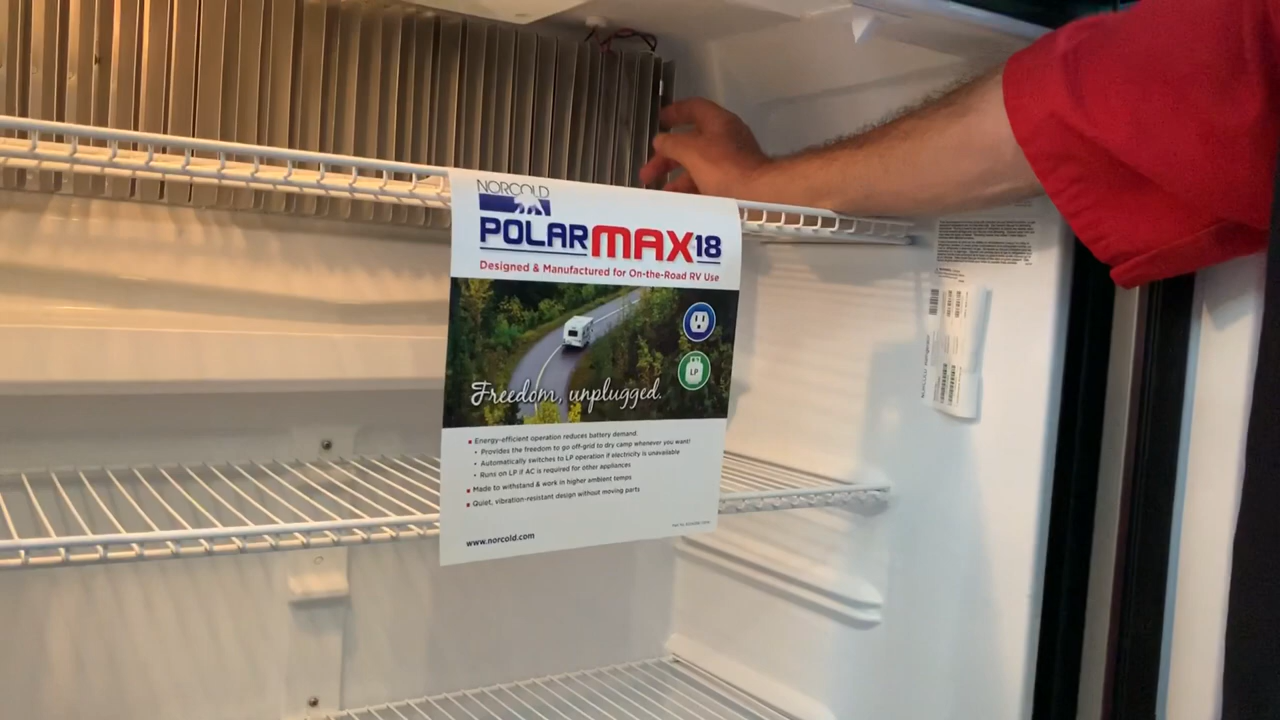 NORCOLD
POLARMAX18
Designed & Manufactured for On-the-Road RV Use
LP
Freedom, unplugged.
Energy-efficient operation reduces battery demand.
Provides the freedom to go off-grid to dry camp whenever you want!
Automatically switches to LP operation if electricity is unavailable
Runs on LP if AC is required for other appliances
Made to withstand & work in higher ambient temps
Quiet, vibration-resistant design without moving parts
www.norcold.com